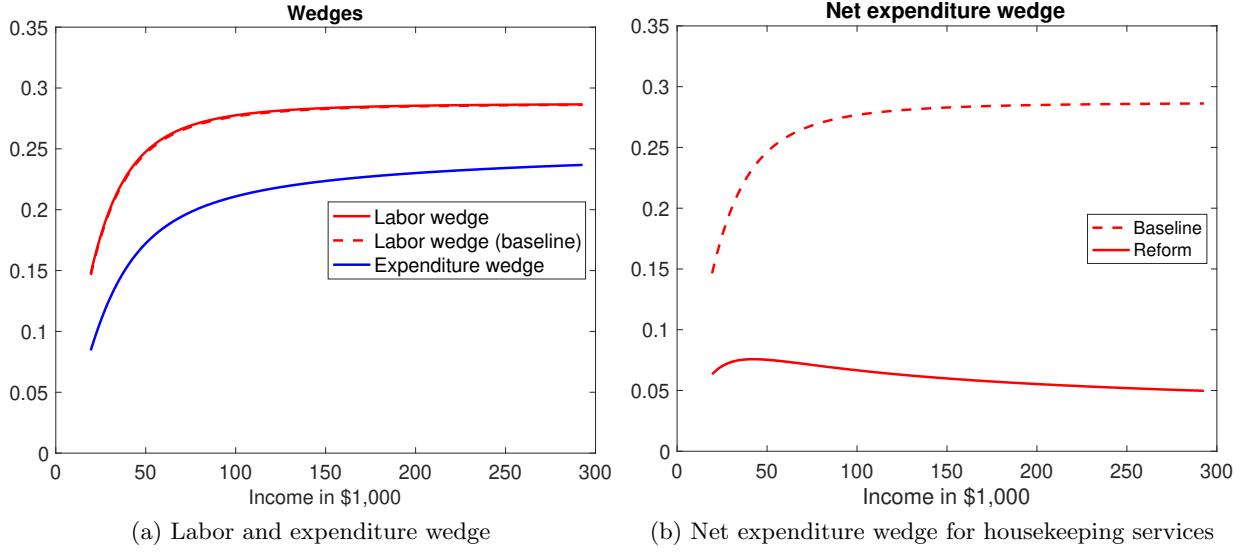 Wedges
0.35
0.3
0.25
0.2
0.15
0.1
0.05
0
0 50 100 150 200 250 300
Income in $1,000
Labor wedge
Labor wedge (baseline)
Expenditure wedge
(a) Labor and expenditure wedge
Net expenditure wedge
0.35
0.3
0.25
0.2
0.15
0.1
0.05
0
0 50 100 150 200 250 300
Income in $1,000
Baseline
Reform
(b) Net expenditure wedge for housekeeping services